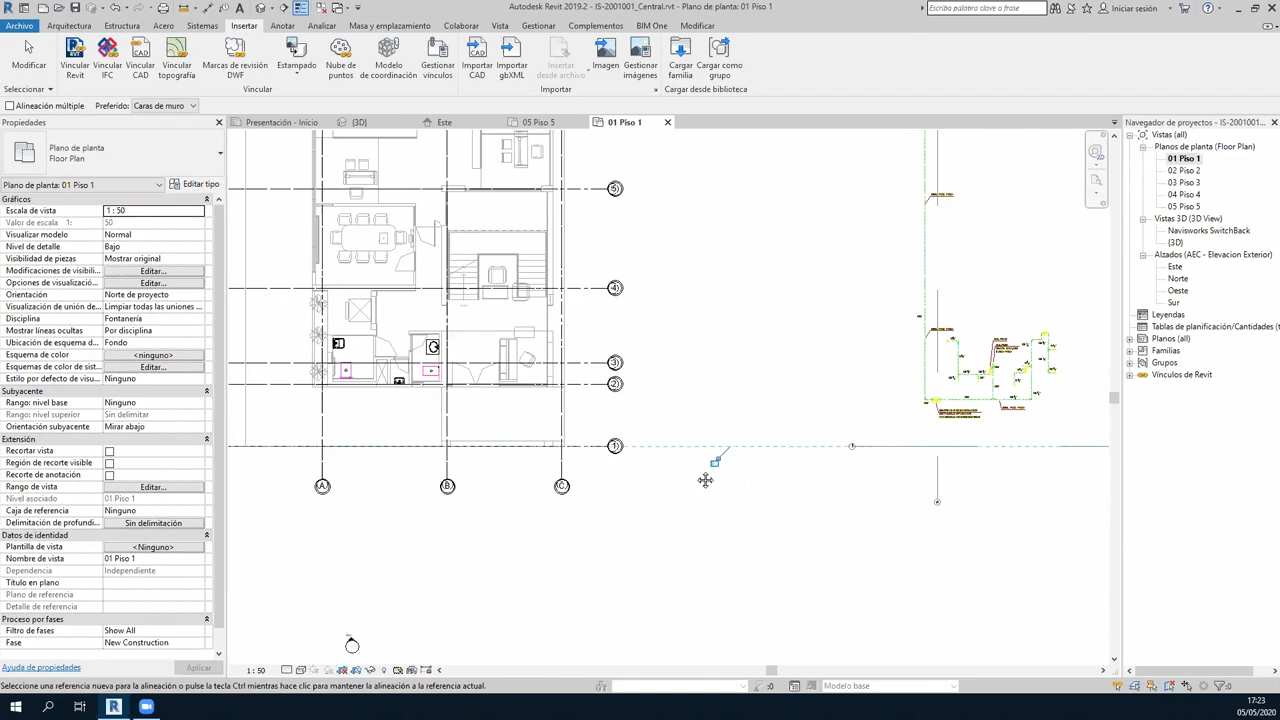 Autodesk Revit 2019.2 - IS-2001001_Central.rvt - Plano de planta: 01 Piso 1
Escriba palabra clave o frase
Iniciar sesión
Archivo Arquitectura Estructura Acero Sistemas Insertar Anotar Analizar Masa y emplazamiento Colaborar Vista Gestionar Complementos BIM One Modificar
Modificar
Vincular Revit
Vincular IFC
Vincular CAD
Vincular topografía
Marcas de revisión DWF
Estampado
Nube de puntos
Modelo de coordinación
Gestionar vínculos
Importar CAD
Importar gbXML
Insertar desde archivo
Imagen
Gestionar imágenes
Cargar familia
Cargar como grupo
Seleccionar
Vincular
Importar
Cargar desde biblioteca
Alineación múltiple Preferido: Caras de muro
Propiedades
Presentación - Inicio
{3D}
Este
05 Piso 5
01 Piso 1
Navegador de proyectos - IS-2001001...
Plano de planta
Floor Plan
Plano de planta: 01 Piso 1
Editar tipo
Gráficos
Escala de vista 1 : 50
Valor de escala 1: 50
Visualizar modelo Normal
Nivel de detalle Bajo
Visibilidad de piezas Mostrar original
Modificaciones de visibili... Editar...
Opciones de visualizació... Editar...
Orientación Norte de proyecto
Visualización de unión de... Limpiar todas las uniones ...
Disciplina Fontanería
Mostrar líneas ocultas Por disciplina
Ubicación de esquema d... Fondo
Esquema de color <ninguno>
Esquemas de color de sist... Editar...
Estilo por defecto de visu... Ninguno
Subyacente
Rango: nivel base Ninguno
Rango: nivel superior Sin delimitar
Orientación subyacente Mirar abajo
Extensión
Recortar vista
Región de recorte visible
Recorte de anotación
Rango de vista Editar...
Nivel asociado 01 Piso 1
Caja de referencia Ninguno
Delimitación de profundi... Sin delimitación
Datos de identidad
Plantilla de vista <Ninguno>
Nombre de vista 01 Piso 1
Dependencia Independiente
Título en plano
Plano de referencia
Detalle de referencia
Proceso por fases
Filtro de fases Show All
Fase New Construction
Ayuda de propiedades Aplicar
5
4
3
2
1
A B C
Vistas (all)
Planos de planta (Floor Plan)
01 Piso 1
02 Piso 2
03 Piso 3
04 Piso 4
05 Piso 5
Vistas 3D (3D View)
Navisworks SwitchBack
{3D}
Alzados (AEC - Elevacion Exterior)
Este
Norte
Oeste
Sur
Leyendas
Tablas de planificación/Cantidades (t
Planos (all)
Familias
Grupos
Vínculos de Revit
1 : 50
Seleccione una referencia nueva para la alineación o pulse la tecla Ctrl mientras hace clic para mantener la alineación a la referencia actual.
:0
Modelo base
:0
17:23
05/05/2020